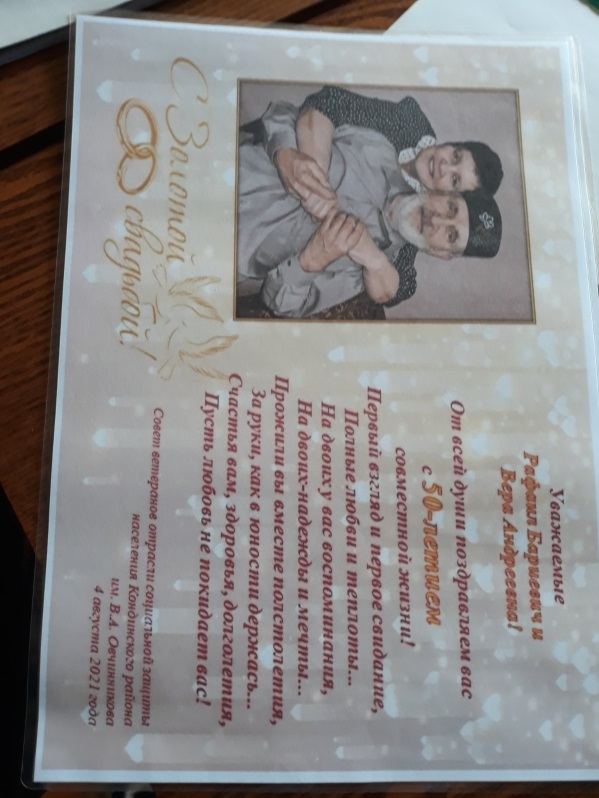 С Золотой
свадьбой!
Уважаемые
Рафаил Бариевич и
Вера Андреевна!
От всей души поздравляем вас
с 50-летием
совместной жизни!
Первый взгляд и первое свидание,
Полные любви и теплоты...
На двоих у вас воспоминания,
На двоих-надежды и мечты...
Прожили вы вместе полстолетия,
За руки, как в юности держась...
Счастья вам, здоровья, долголетия,
Пусть любовь не покидает вас!
Совет ветеранов отрасли социальной защиты
населения Кондинского района
им. В.А. Овчинникова
4 августа 2021 года